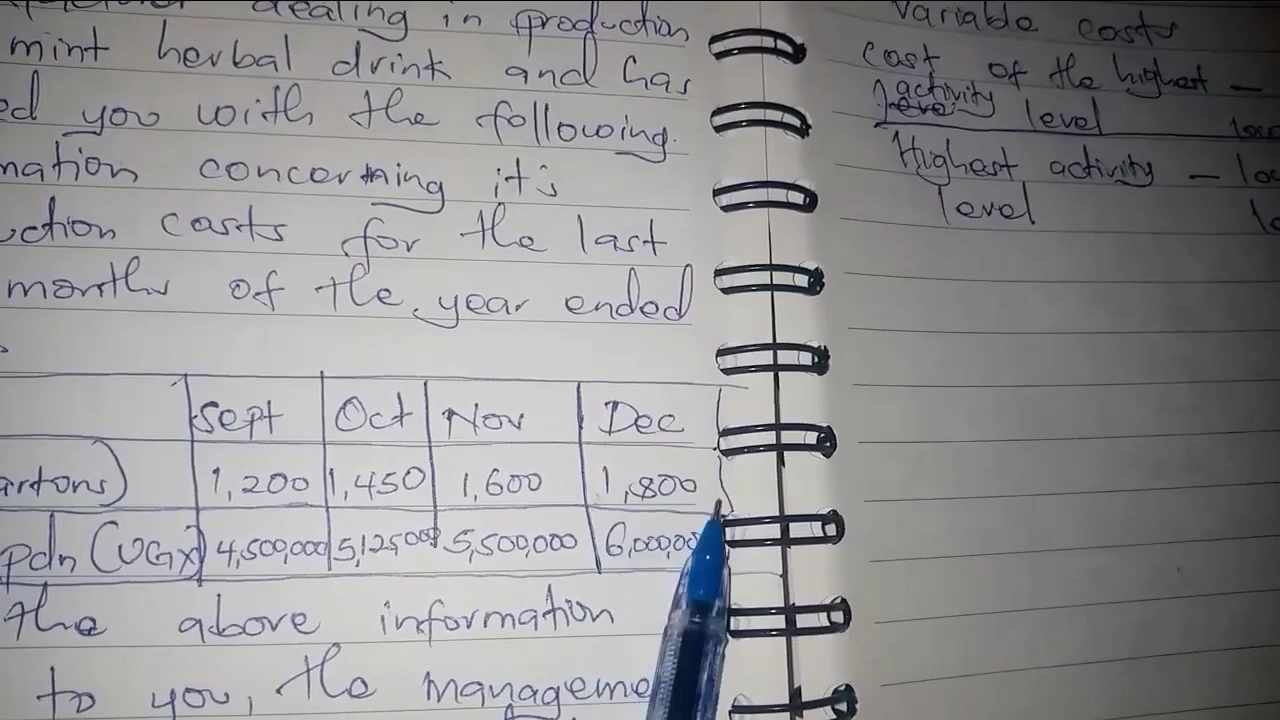 dealing in production
mint herbal drink and has
ed you with the following.
mation concerning it's
uction costs for the last
months of the year ended
Sept Oct Nov Dec
artons) 1,200 1,450 1,600 1,800
pdn (UGX) 4,500,000 5,125,000 5,500,000 6,000,00
the above information
to you, the manageme
Variable costs
cost of the highest -
activity
level
Highest activity - lo
level